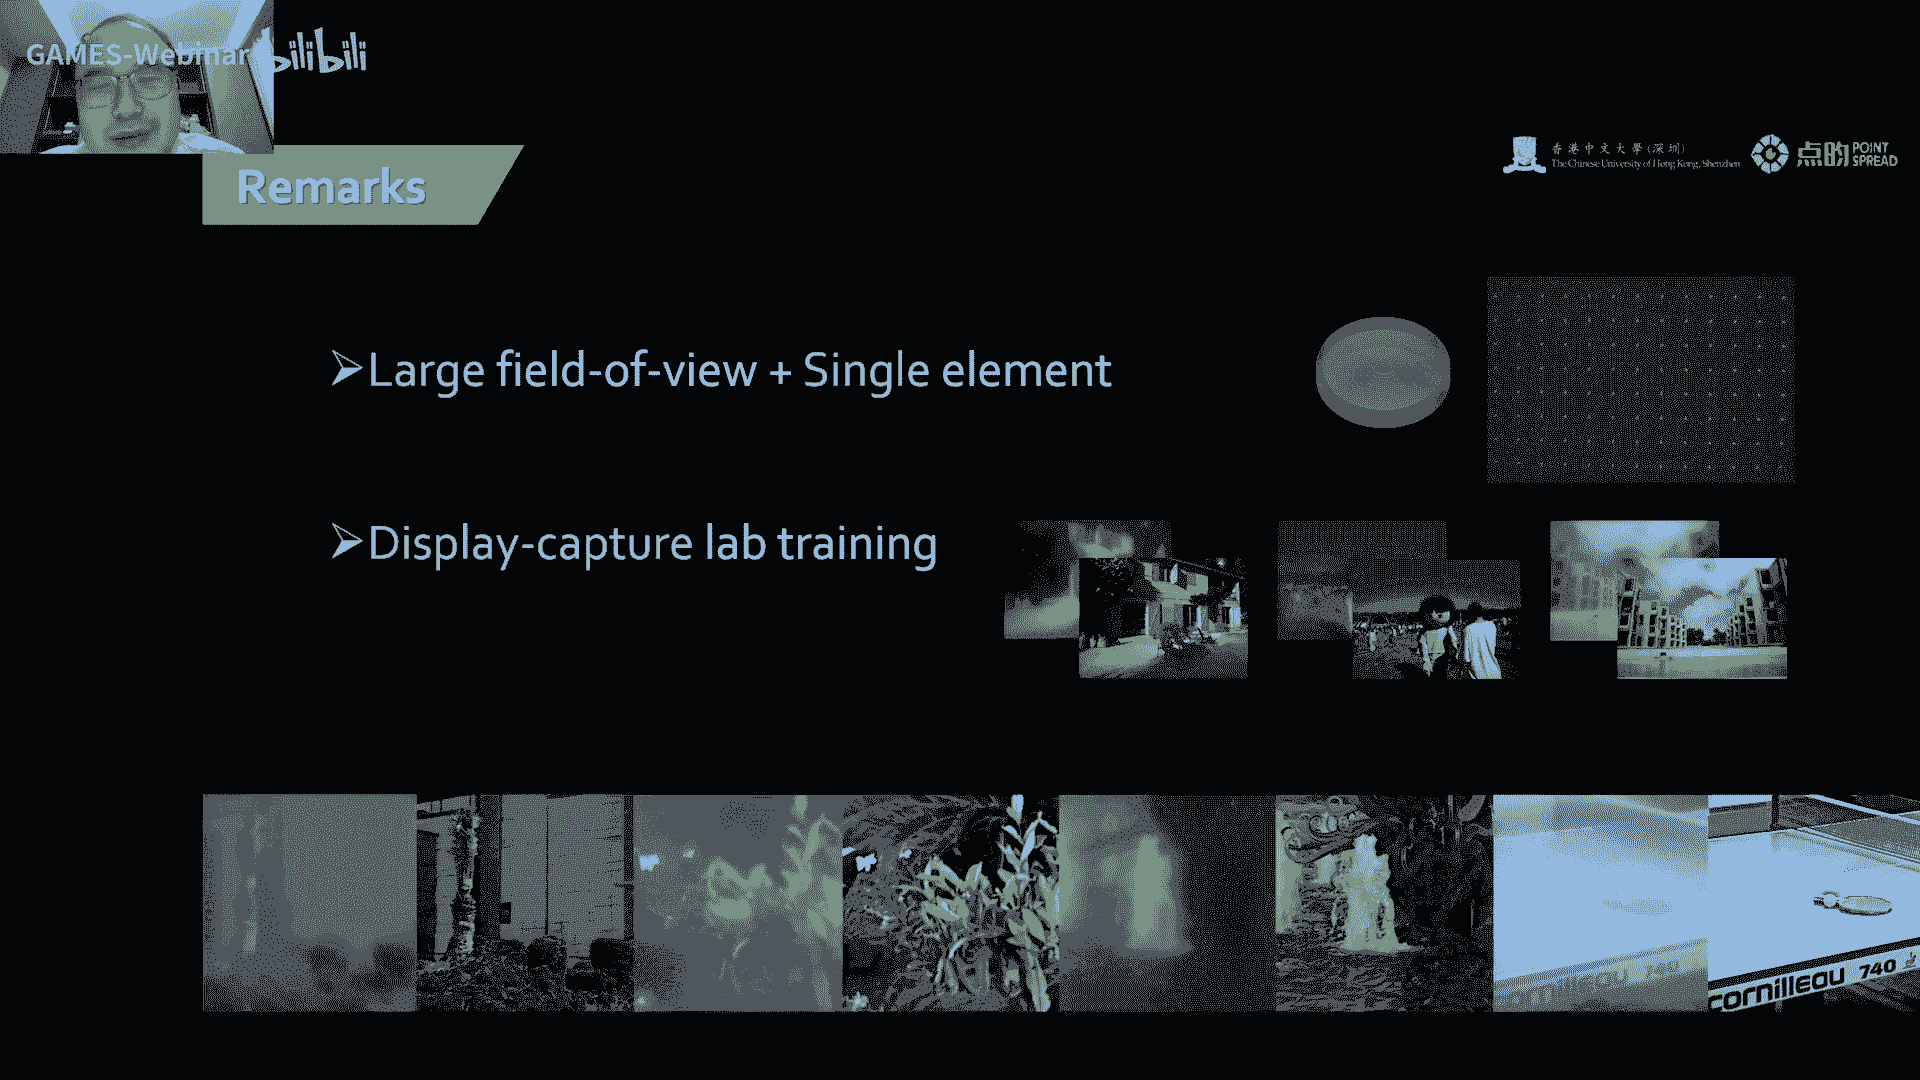 GAMES-Webinar
bilibili
香港中文大學(深圳)
The Chinese University of Hong Kong, Shenzhen
点昀 POINT
SPREAD
Remarks
➢Large field-of-view + Single element
➢Display-capture lab training
cornilleau 740
cornilleau 740